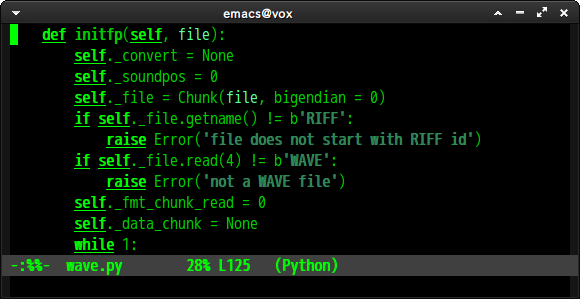 emacs@vox
def initfp(self, file):
self._convert = None
self._soundpos = 0
self._file = Chunk(file, bigendian = 0)
if self._file.getname() != b'RIFF':
raise Error('file does not start with RIFF id')
if self._file.read(4) != b'WAVE':
raise Error('not a WAVE file')
self._fmt_chunk_read = 0
self._data_chunk = None
while 1:
-:%%- wave.py 28% L125 (Python)